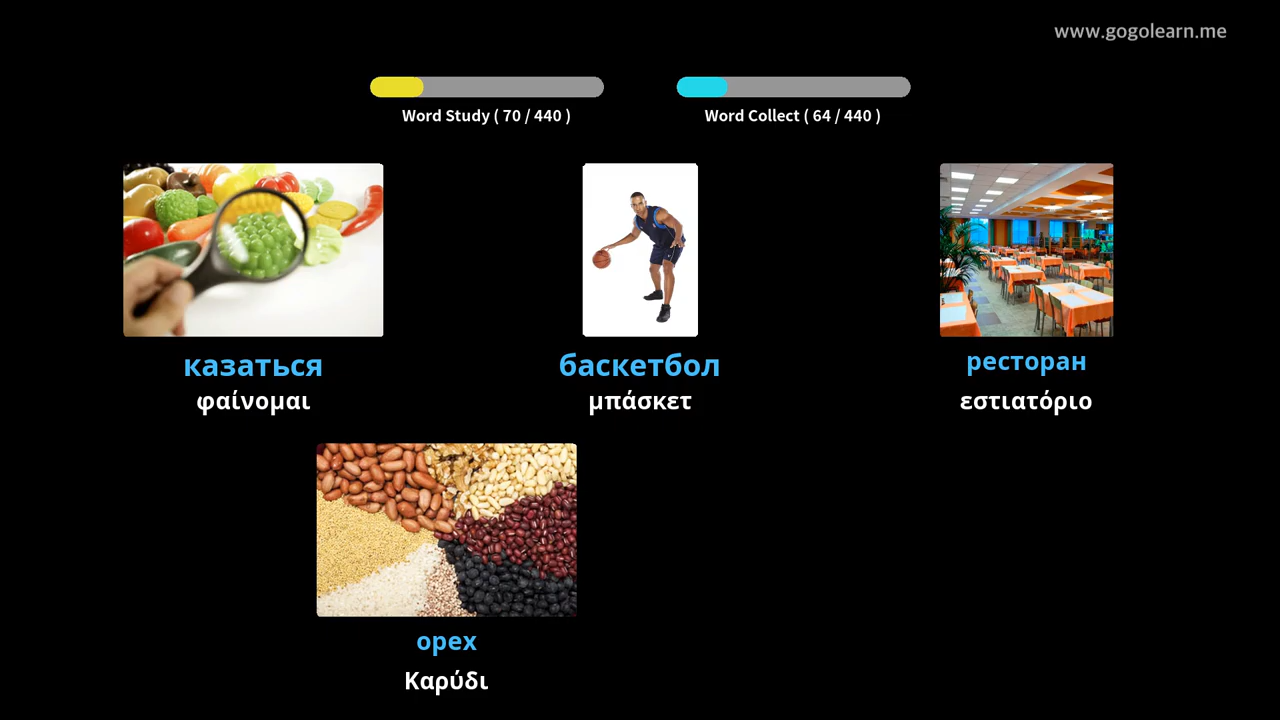 www.gogolearn.me
Word Study ( 70 / 440 )
Word Collect ( 64 / 440 )
казаться
φαίνομαι
баскетбол
μπάσκετ
ресторан
εστιατόριο
орех
Καρύδι